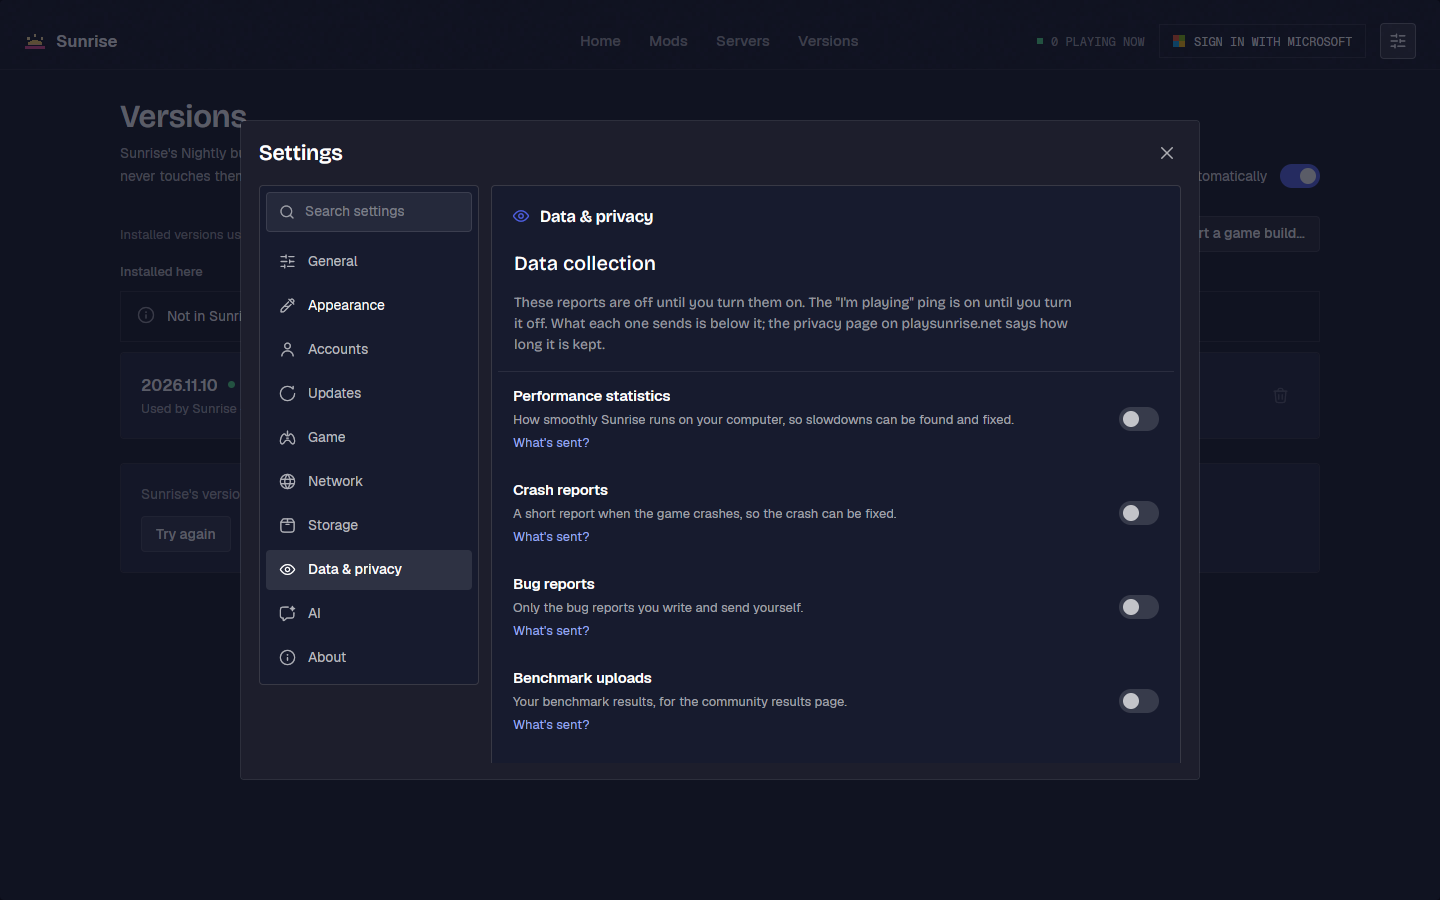 Sunrise
Home
Mods
Servers
Versions
0 PLAYING NOW
SIGN IN WITH MICROSOFT
Versions
Sunrise's Nightly
never touches
tomatically
Installed versions
rt a game build...
Installed here
Not in
2026.11.10
Used by Sunrise
Sunrise's
Try again
Settings
Search settings
General
Appearance
Accounts
Updates
Game
Network
Storage
Data & privacy
AI
About
Data & privacy
Data collection
These reports are off until you turn them on. The "I'm playing" ping is on until you turn
it off. What each one sends is below it; the privacy page on playsunrise.net says how
long it is kept.
Performance statistics
How smoothly Sunrise runs on your computer, so slowdowns can be found and fixed.
What's sent?
Crash reports
A short report when the game crashes, so the crash can be fixed.
What's sent?
Bug reports
Only the bug reports you write and send yourself.
What's sent?
Benchmark uploads
Your benchmark results, for the community results page.
What's sent?